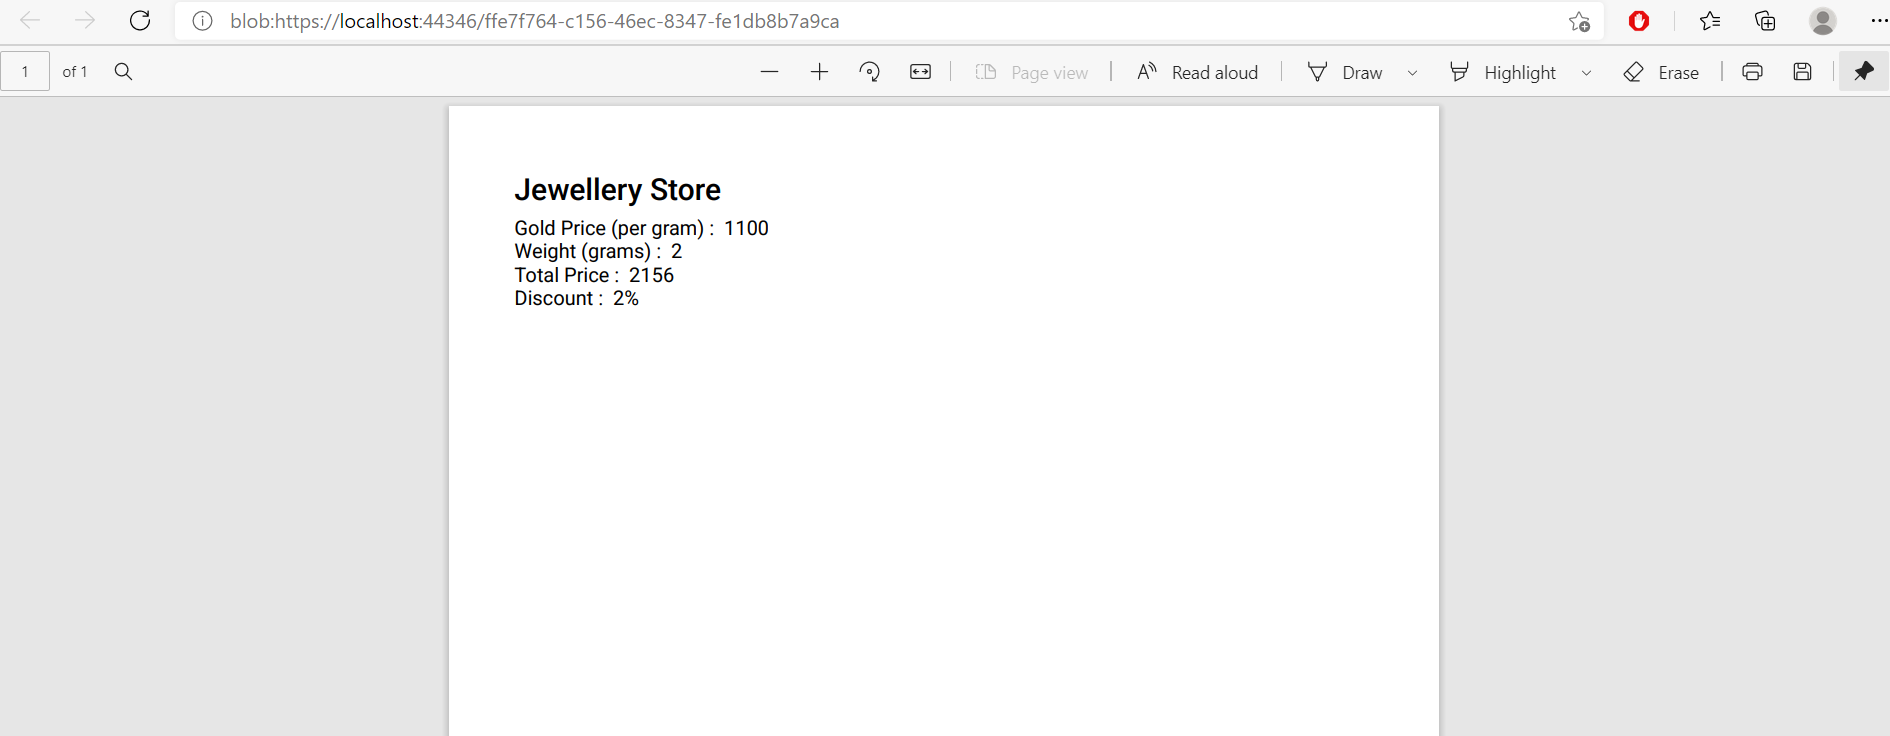 blob:https://localhost:44346/ffe7f764-c156-46ec-8347-fe1db8b7a9ca
1 of 1 Page view Read aloud Draw Highlight Erase
Jewellery Store
Gold Price (per gram) : 1100
Weight (grams) : 2
Total Price : 2156
Discount : 2%